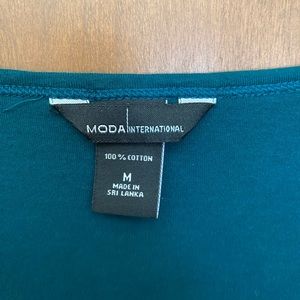 MODA INTERNATIONAL
100 % COTTON
M
MADE IN
SRI LANKA